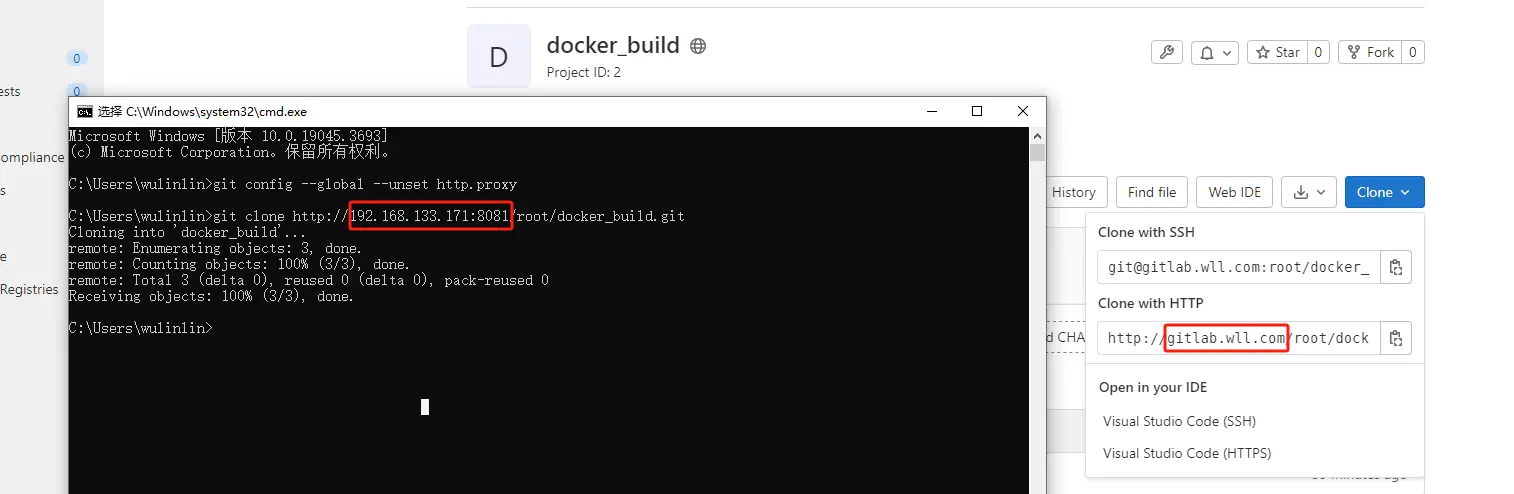 docker_build
D
Project ID: 2
Star 0
Fork 0
0
ests 0
ompliance
s
e
Registries
选择 C:\Windows\system32\cmd.exe
Microsoft Windows [版本 10.0.19045.3693]
(c) Microsoft Corporation。保留所有权利。
C:\Users\wulinlin>git config --global --unset http.proxy
C:\Users\wulinlin>git clone http://192.168.133.171:8081/root/docker_build.git
Cloning into 'docker_build'...
remote: Enumerating objects: 3, done.
remote: Counting objects: 100% (3/3), done.
remote: Total 3 (delta 0), reused 0 (delta 0), pack-reused 0
Receiving objects: 100% (3/3), done.
C:\Users\wulinlin>
History
Find file
Web IDE
Clone
Clone with SSH
git@gitlab.wll.com:root/docker_
Clone with HTTP
http://gitlab.wll.com/root/dock
d CHA
Open in your IDE
Visual Studio Code (SSH)
Visual Studio Code (HTTPS)